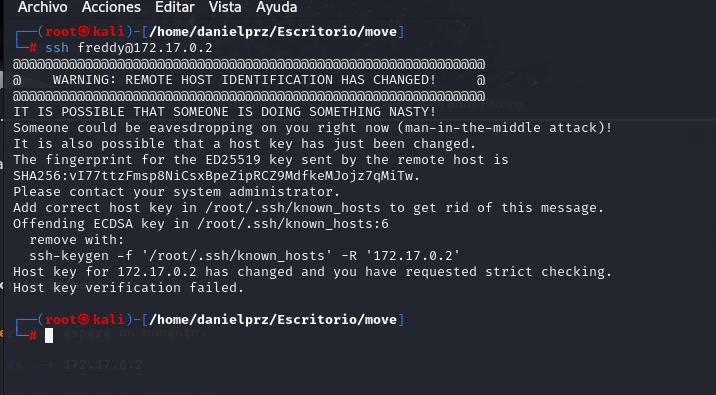 Archivo Acciones Editar Vista Ayuda
┌──(root㉿kali)-[/home/danielprz/Escritorio/move]
└─# ssh freddy@172.17.0.2
@@@@@@@@@@@@@@@@@@@@@@@@@@@@@@@@@@@@@@@@@@@@@@@@@@@@@@@@@@@
@    WARNING: REMOTE HOST IDENTIFICATION HAS CHANGED!     @
@@@@@@@@@@@@@@@@@@@@@@@@@@@@@@@@@@@@@@@@@@@@@@@@@@@@@@@@@@@
IT IS POSSIBLE THAT SOMEONE IS DOING SOMETHING NASTY!
Someone could be eavesdropping on you right now (man-in-the-middle attack)!
It is also possible that a host key has just been changed.
The fingerprint for the ED25519 key sent by the remote host is
SHA256:vI77ttzFmsp8NiCsxBpeZipRCZ9MdfkeMJojz7qMiTw.
Please contact your system administrator.
Add correct host key in /root/.ssh/known_hosts to get rid of this message.
Offending ECDSA key in /root/.ssh/known_hosts:6
  remove with:
  ssh-keygen -f '/root/.ssh/known_hosts' -R '172.17.0.2'
Host key for 172.17.0.2 has changed and you have requested strict checking.
Host key verification failed.
┌──(root㉿kali)-[/home/danielprz/Escritorio/move]
└─#
172.17.0.2